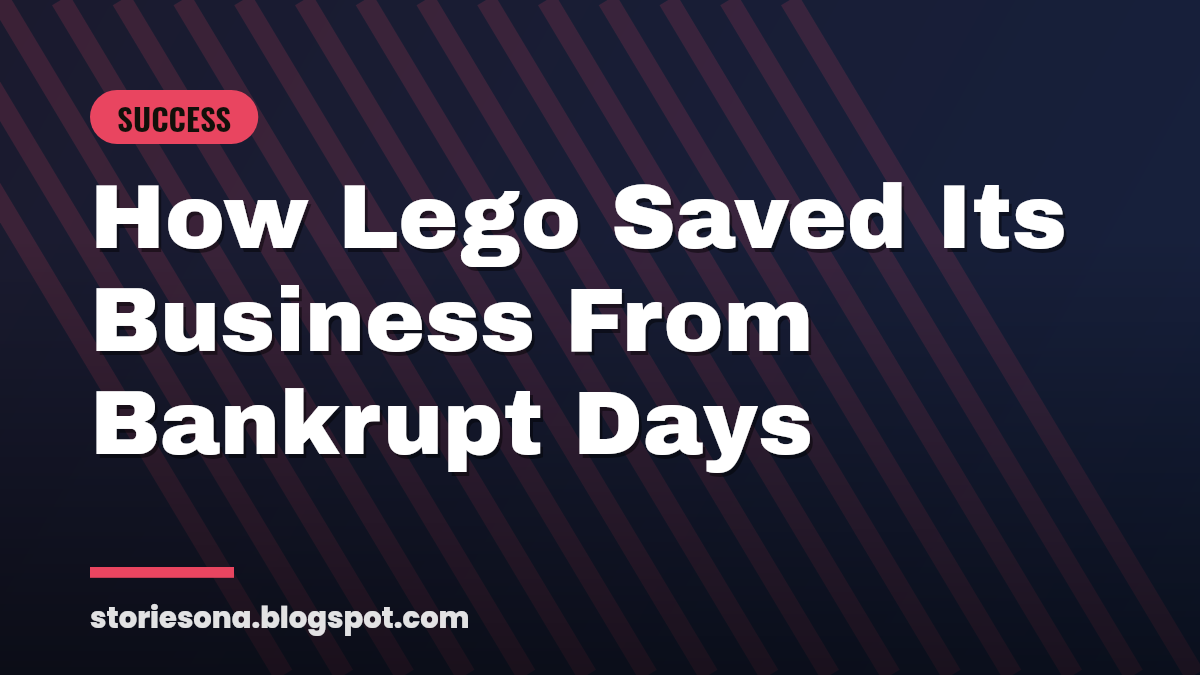 SUCCESS
How Lego Saved Its
Business From
Bankrupt Days
storiesona.blogspot.com